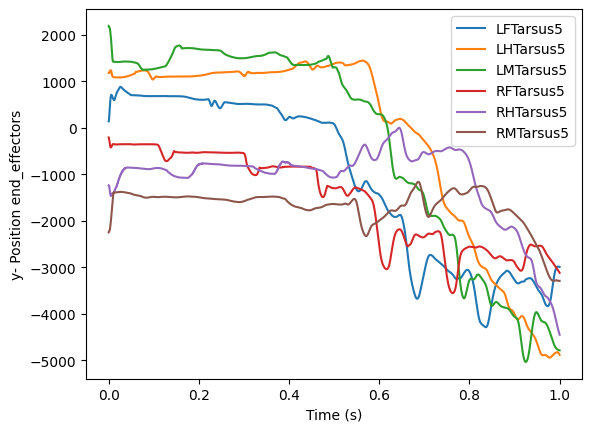 2000
1000
0
−1000
−2000
−3000
−4000
−5000
y- Position end_effectors
0.0 0.2 0.4 0.6 0.8 1.0
Time (s)
LFTarsus5
LHTarsus5
LMTarsus5
RFTarsus5
RHTarsus5
RMTarsus5